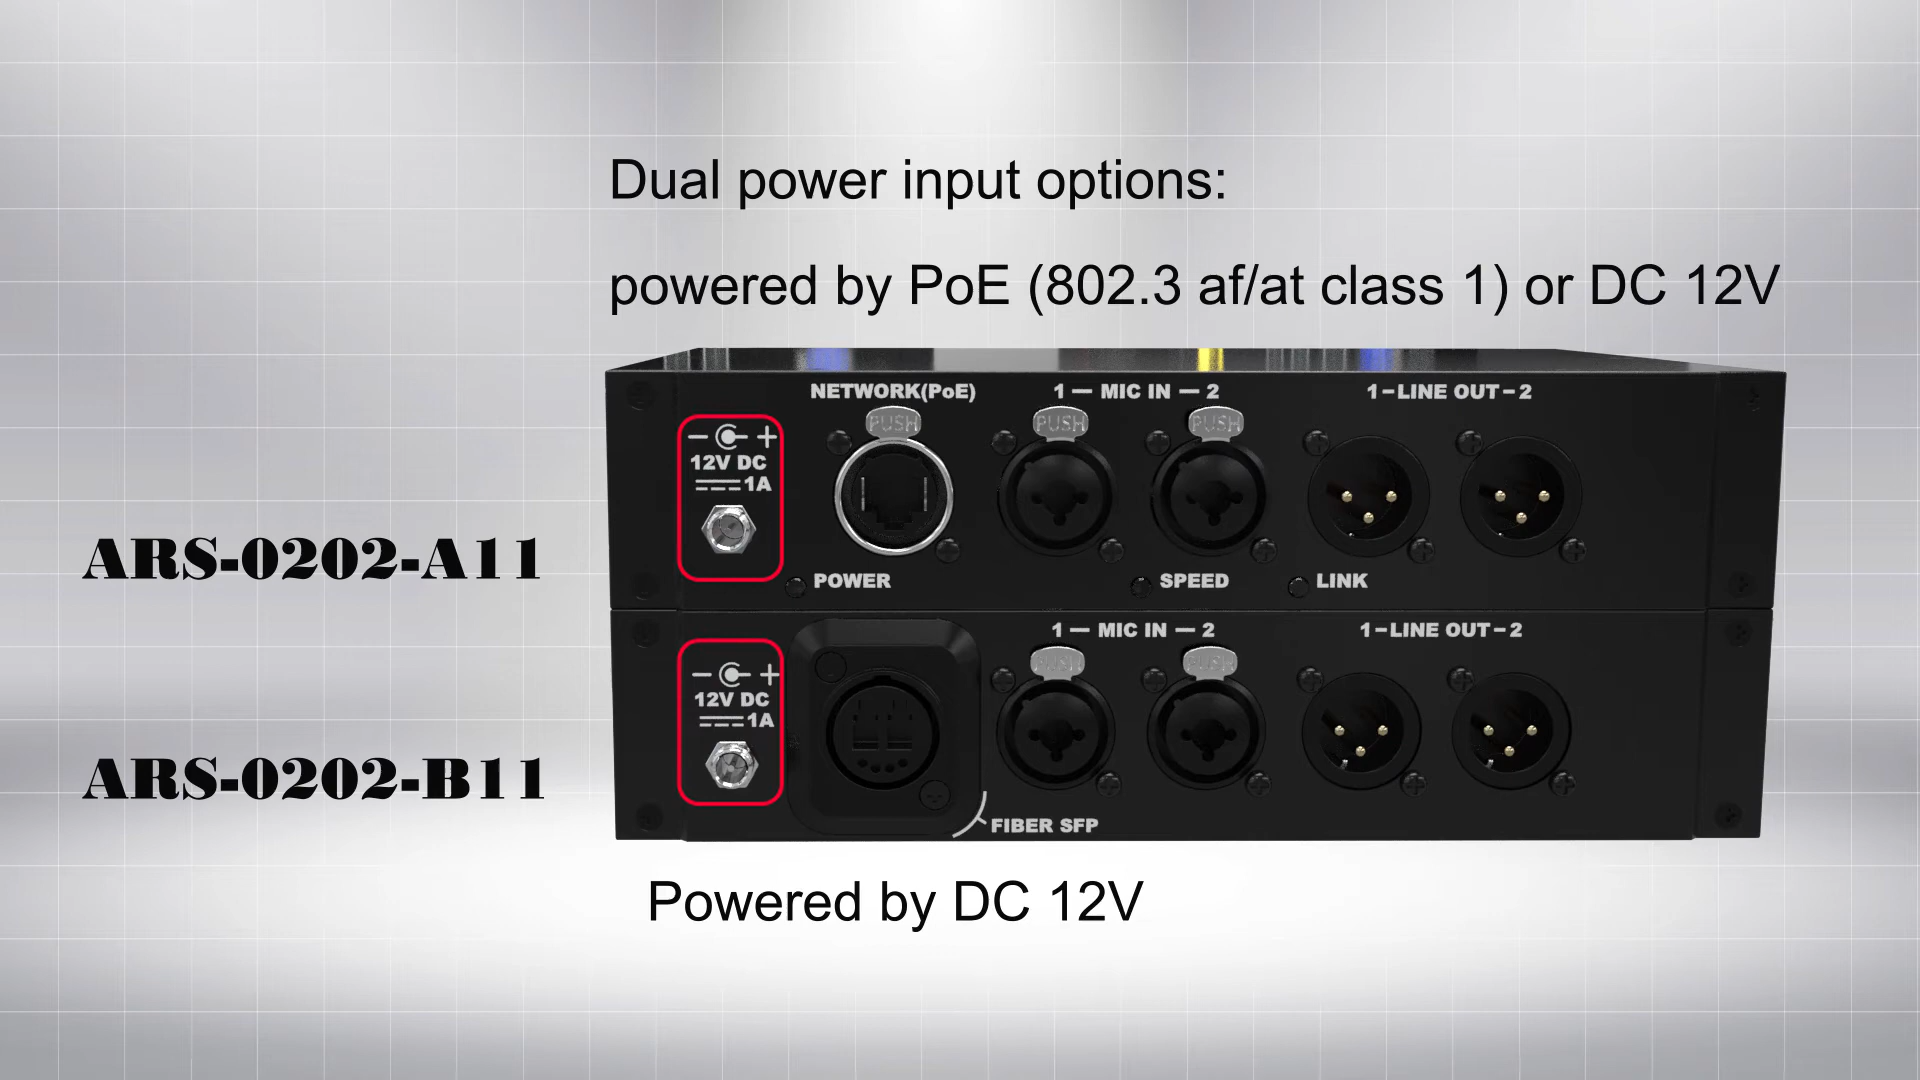 Dual power input options:
powered by PoE (802.3 af/at class 1) or DC 12V
NETWORK(PoE)
1 — MIC IN — 2
1-LINE OUT-2
PUSH
PUSH
PUSH
12V DC
1A
ARS-0202-A11
POWER
SPEED
LINK
1 — MIC IN — 2
1-LINE OUT-2
PUSH
PUSH
12V DC
1A
ARS-0202-B11
FIBER SFP
Powered by DC 12V